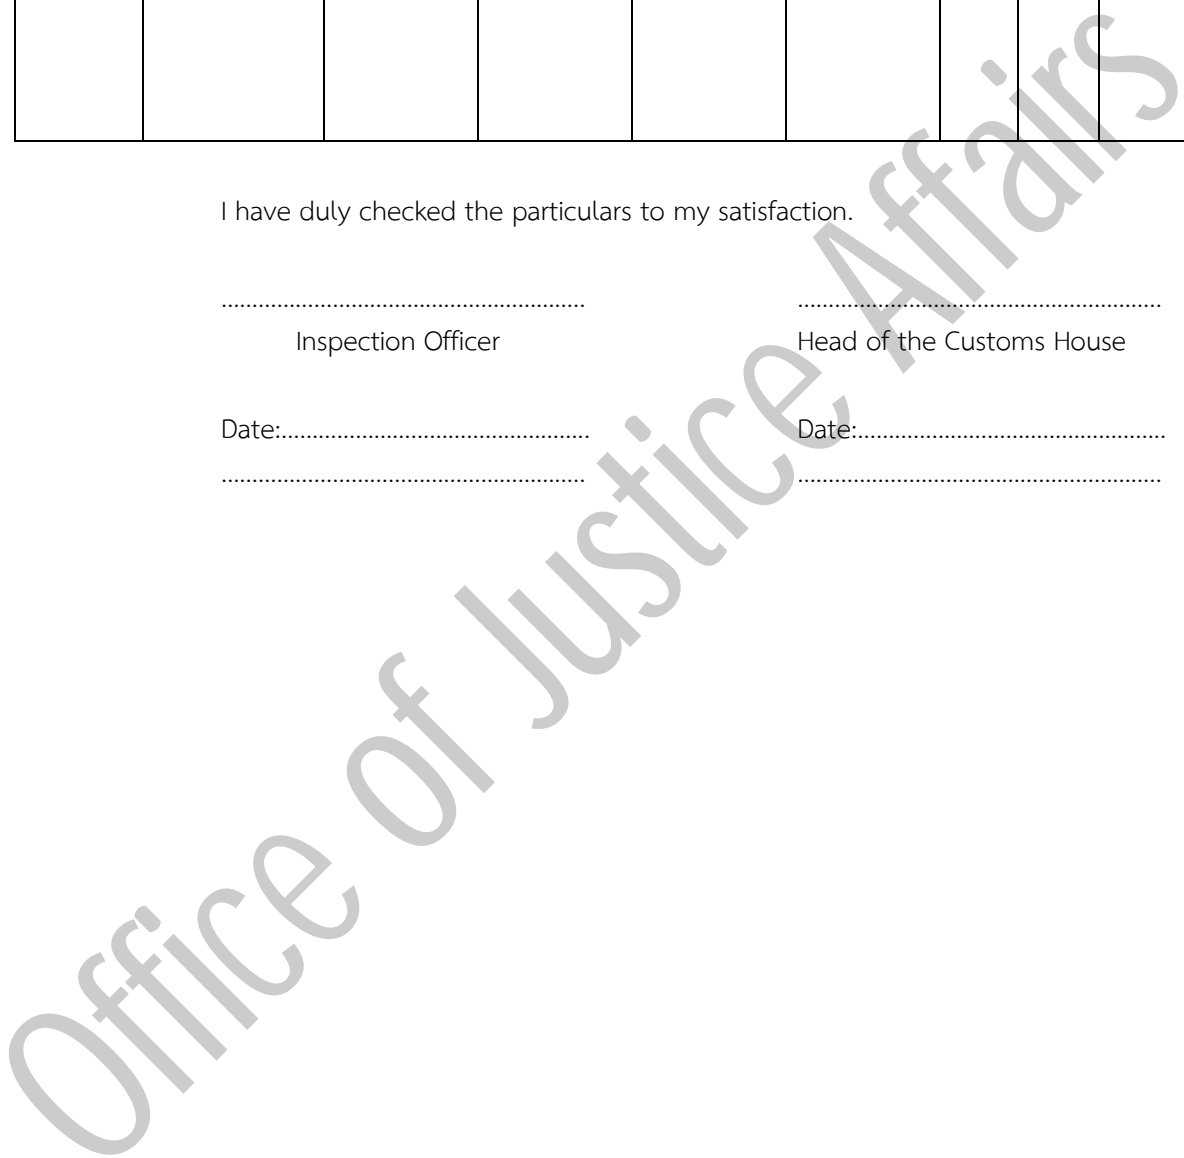 I have duly checked the particulars to my satisfaction.
........................................................... ...........................................................
Inspection Officer Head of the Customs House
Date:.................................................. Date:..................................................
........................................................... ...........................................................
Office of Justice Affairs